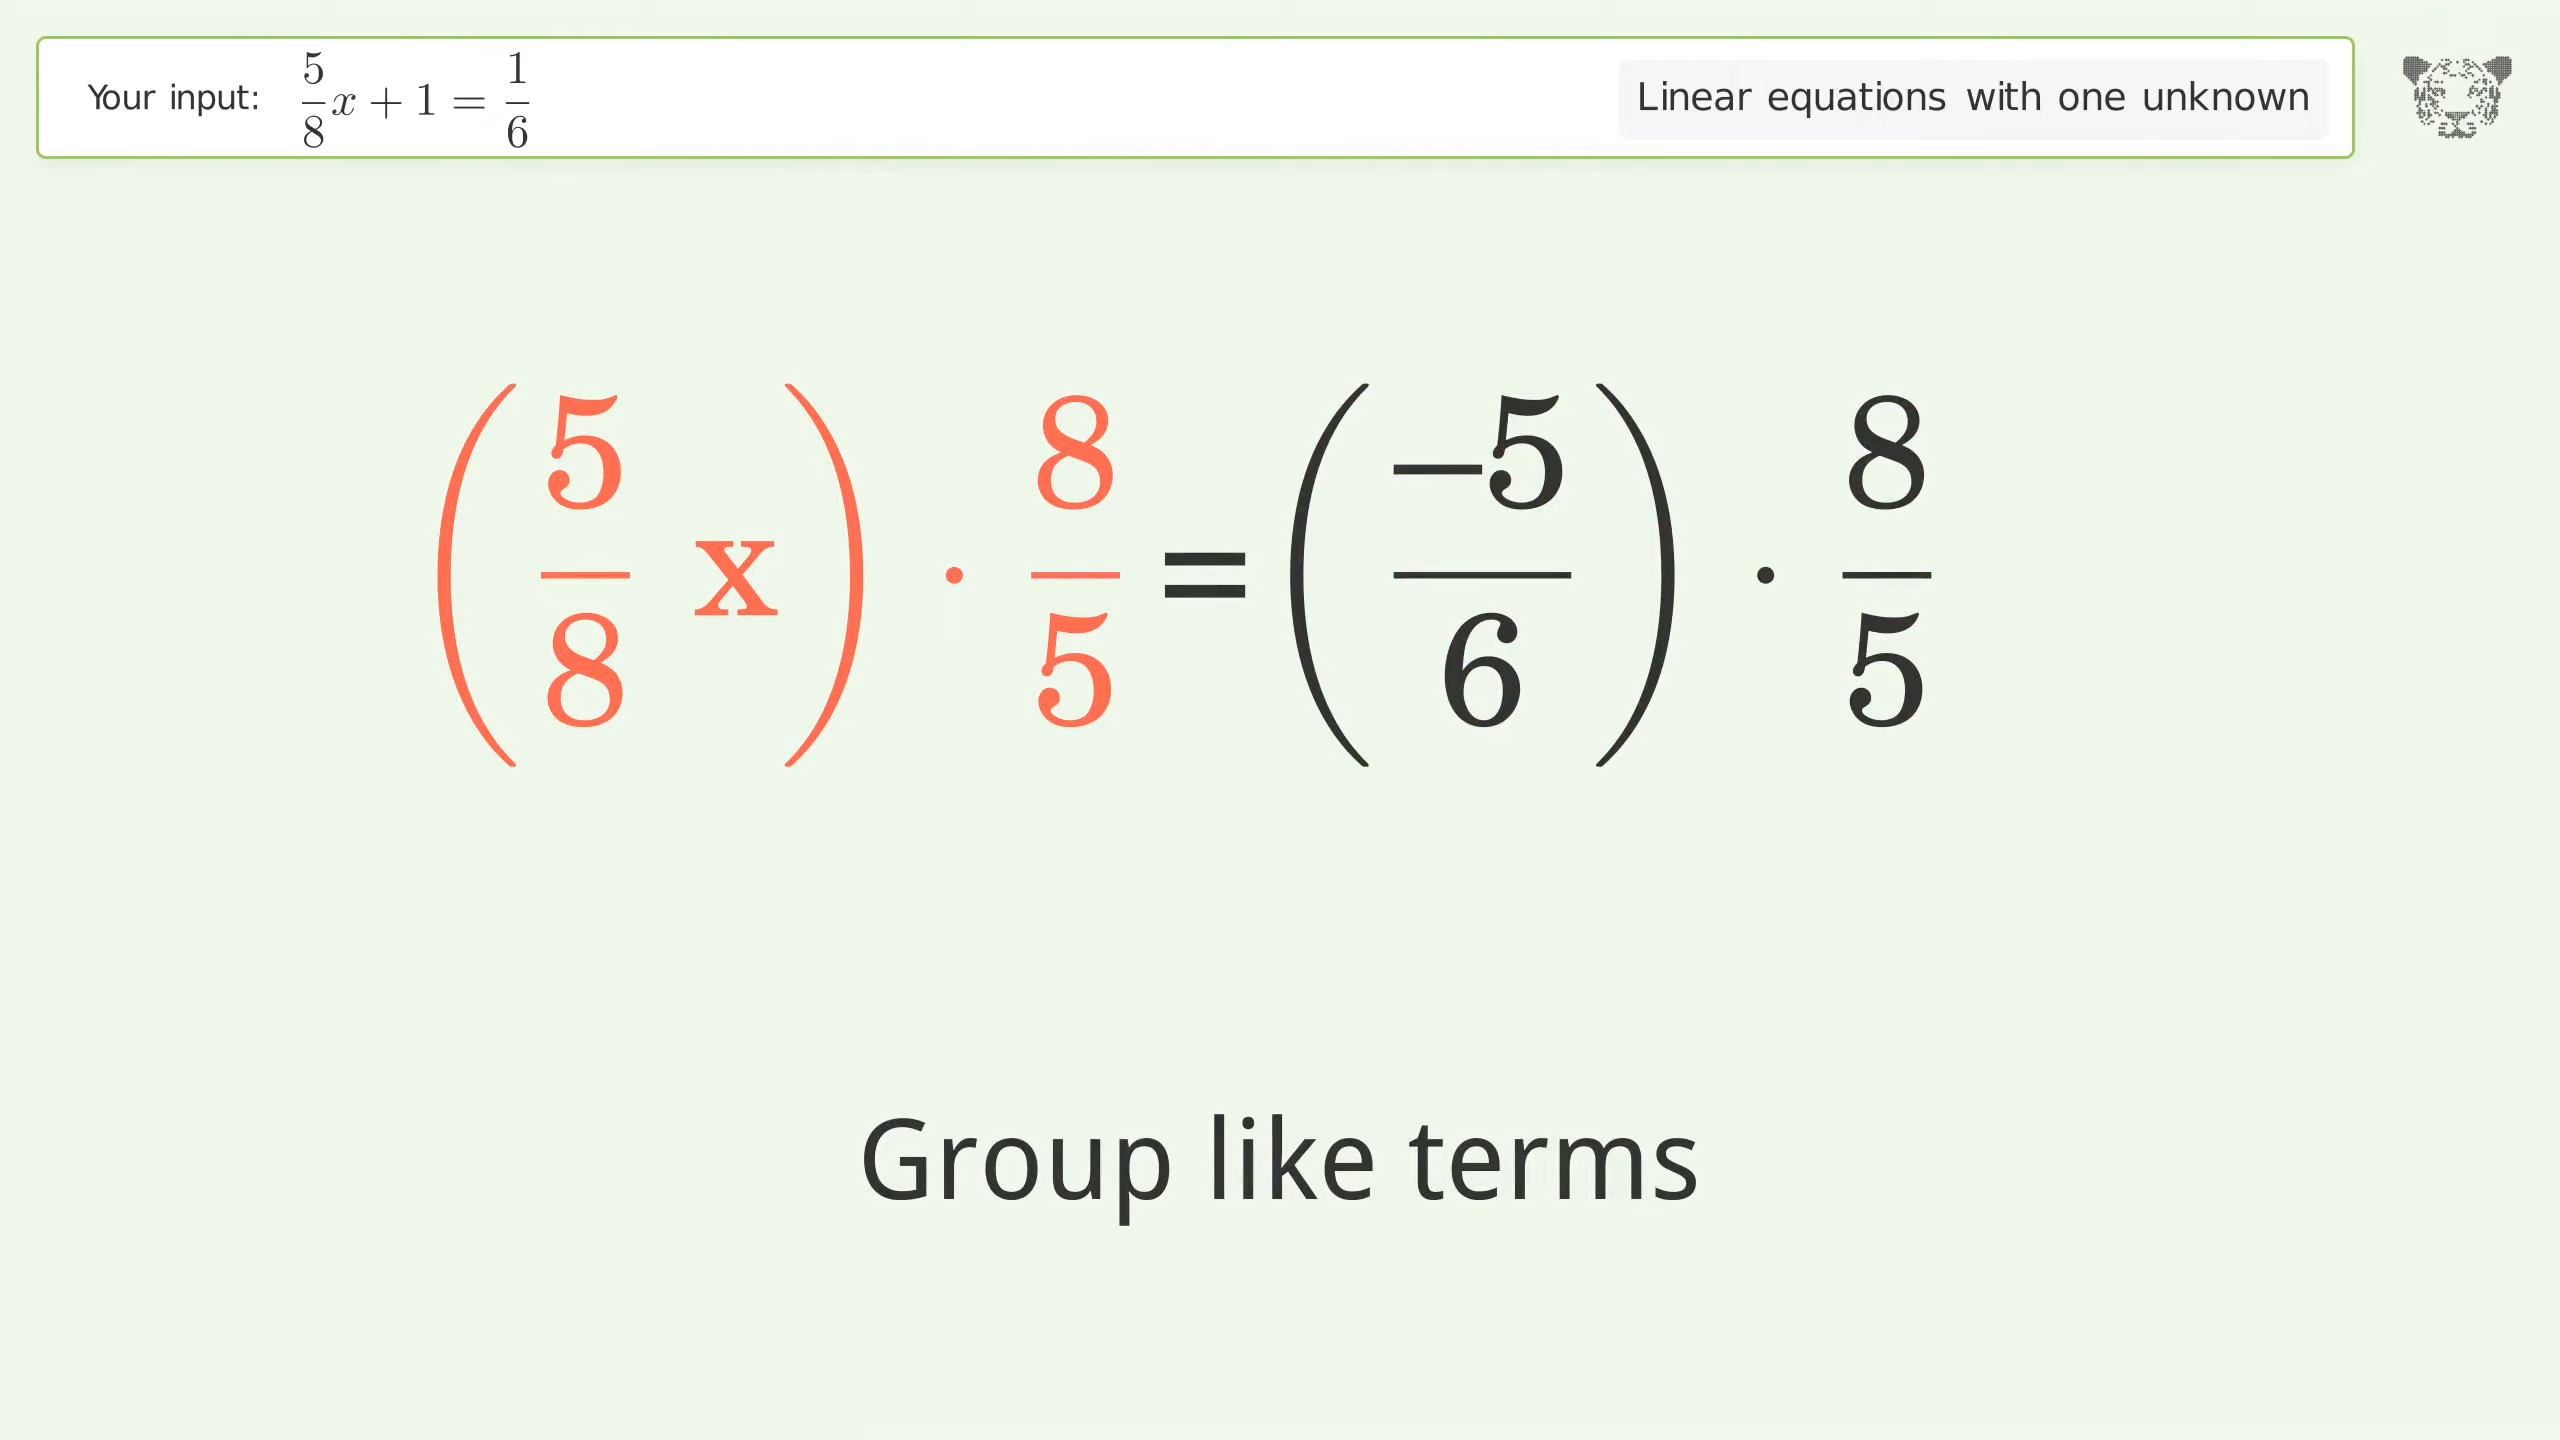 Your input: 5/8 x + 1 = 1/6
Linear equations with one unknown
(5/8 x) · 8/5 = (−5/6) · 8/5
Group like terms